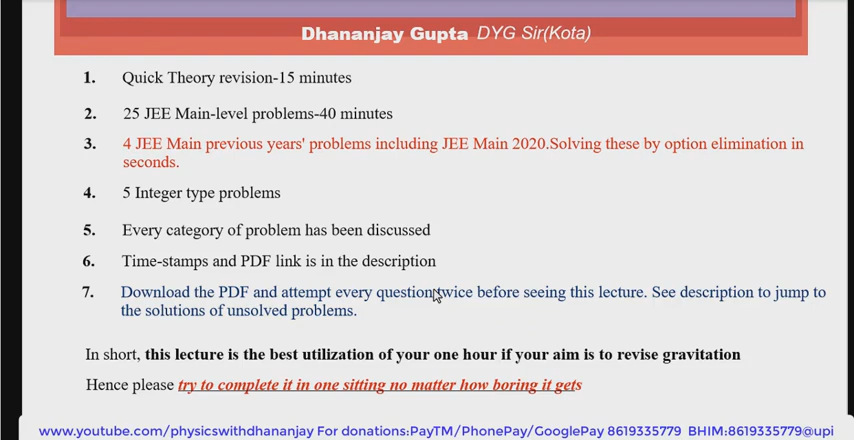 Dhananjay Gupta DYG Sir(Kota)
1. Quick Theory revision-15 minutes
2. 25 JEE Main-level problems-40 minutes
3. 4 JEE Main previous years' problems including JEE Main 2020.Solving these by option elimination in
seconds.
4. 5 Integer type problems
5. Every category of problem has been discussed
6. Time-stamps and PDF link is in the description
7. Download the PDF and attempt every question twice before seeing this lecture. See description to jump to
the solutions of unsolved problems.
In short, this lecture is the best utilization of your one hour if your aim is to revise gravitation
Hence please try to complete it in one sitting no matter how boring it gets
www.youtube.com/physicswithdhananjay For donations:PayTM/PhonePay/GooglePay 8619335779 BHIM:8619335779@upi